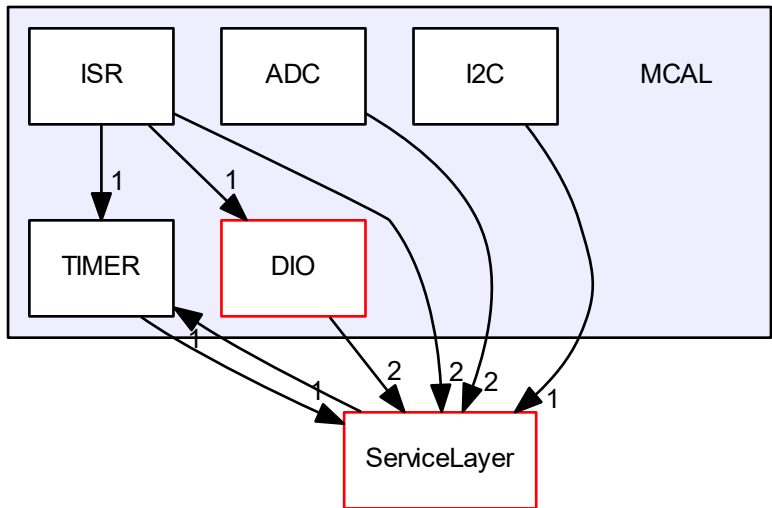 ISR
ADC
I2C
MCAL
1
1
TIMER
DIO
1
1
2
2
2
1
ServiceLayer